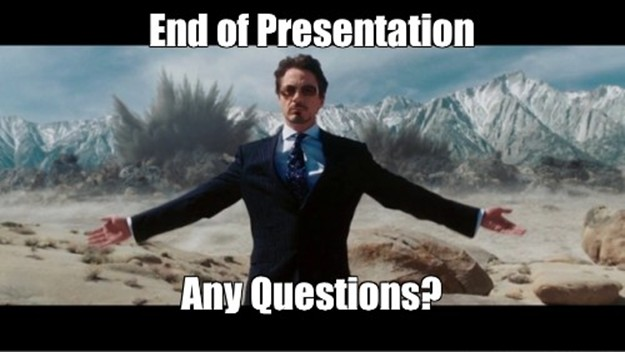 End of Presentation
Any Questions?